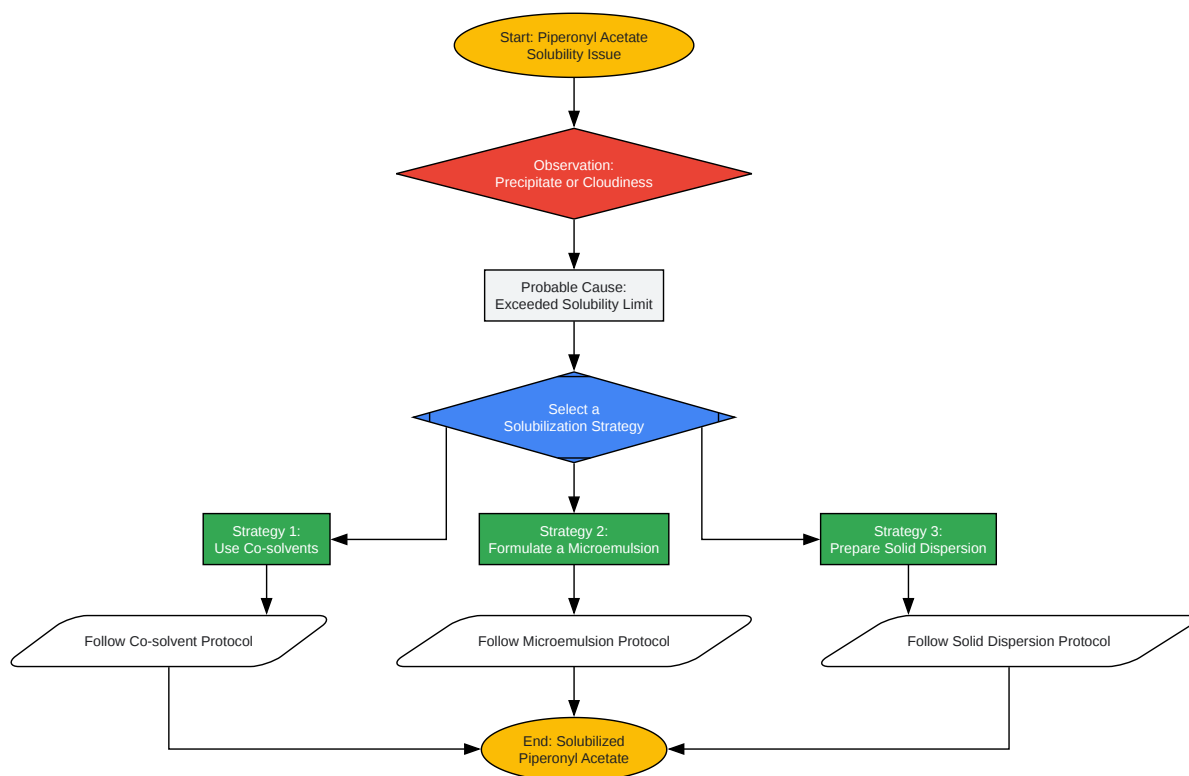 Start: Piperonyl Acetate
Solubility Issue
Observation:
Precipitate or Cloudiness
Probable Cause:
Exceeded Solubility Limit
Select a
Solubilization Strategy
Strategy 1:
Use Co-solvents
Strategy 2:
Formulate a Microemulsion
Strategy 3:
Prepare Solid Dispersion
Follow Co-solvent Protocol
Follow Microemulsion Protocol
Follow Solid Dispersion Protocol
End: Solubilized
Piperonyl Acetate